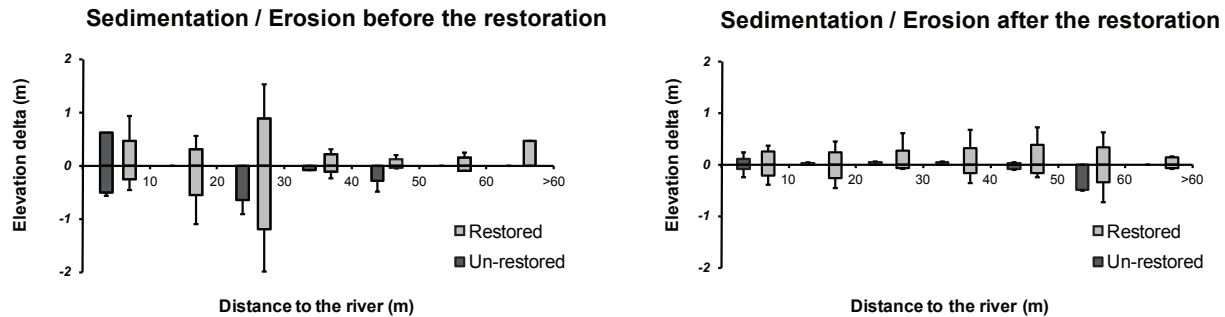 Sedimentation / Erosion before the restoration
Elevation delta (m)
2
1
0
-1
-2
10
20
30
40
50
60
>60
Restored
Un-restored
Distance to the river (m)
Sedimentation / Erosion after the restoration
Elevation delta (m)
2
1
0
-1
-2
10
20
30
40
50
60
>60
Restored
Un-restored
Distance to the river (m)